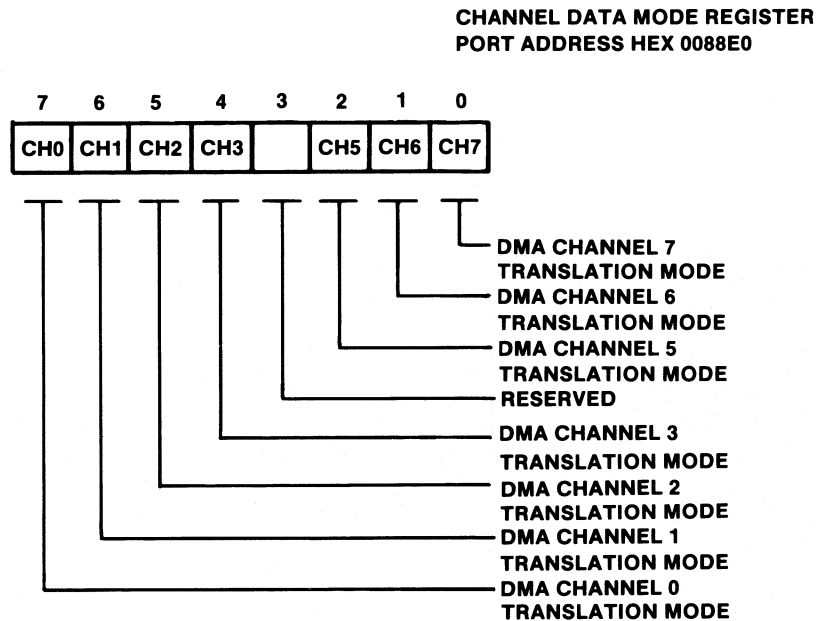 CHANNEL DATA MODE REGISTER
PORT ADDRESS HEX 0088E0
7 6 5 4 3 2 1 0
CH0 CH1 CH2 CH3 CH5 CH6 CH7
DMA CHANNEL 7
TRANSLATION MODE
DMA CHANNEL 6
TRANSLATION MODE
DMA CHANNEL 5
TRANSLATION MODE
RESERVED
DMA CHANNEL 3
TRANSLATION MODE
DMA CHANNEL 2
TRANSLATION MODE
DMA CHANNEL 1
TRANSLATION MODE
DMA CHANNEL 0
TRANSLATION MODE